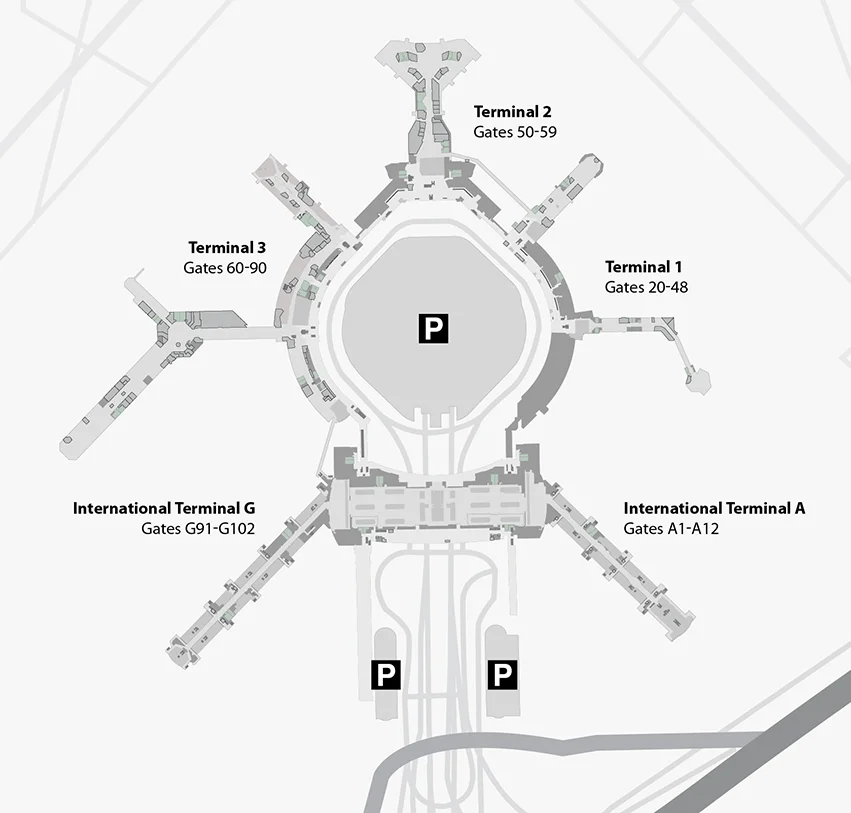 Terminal 2
Gates 50-59
Terminal 3
Gates 60-90
Terminal 1
Gates 20-48
P
International Terminal G
Gates G91-G102
International Terminal A
Gates A1-A12
P
P